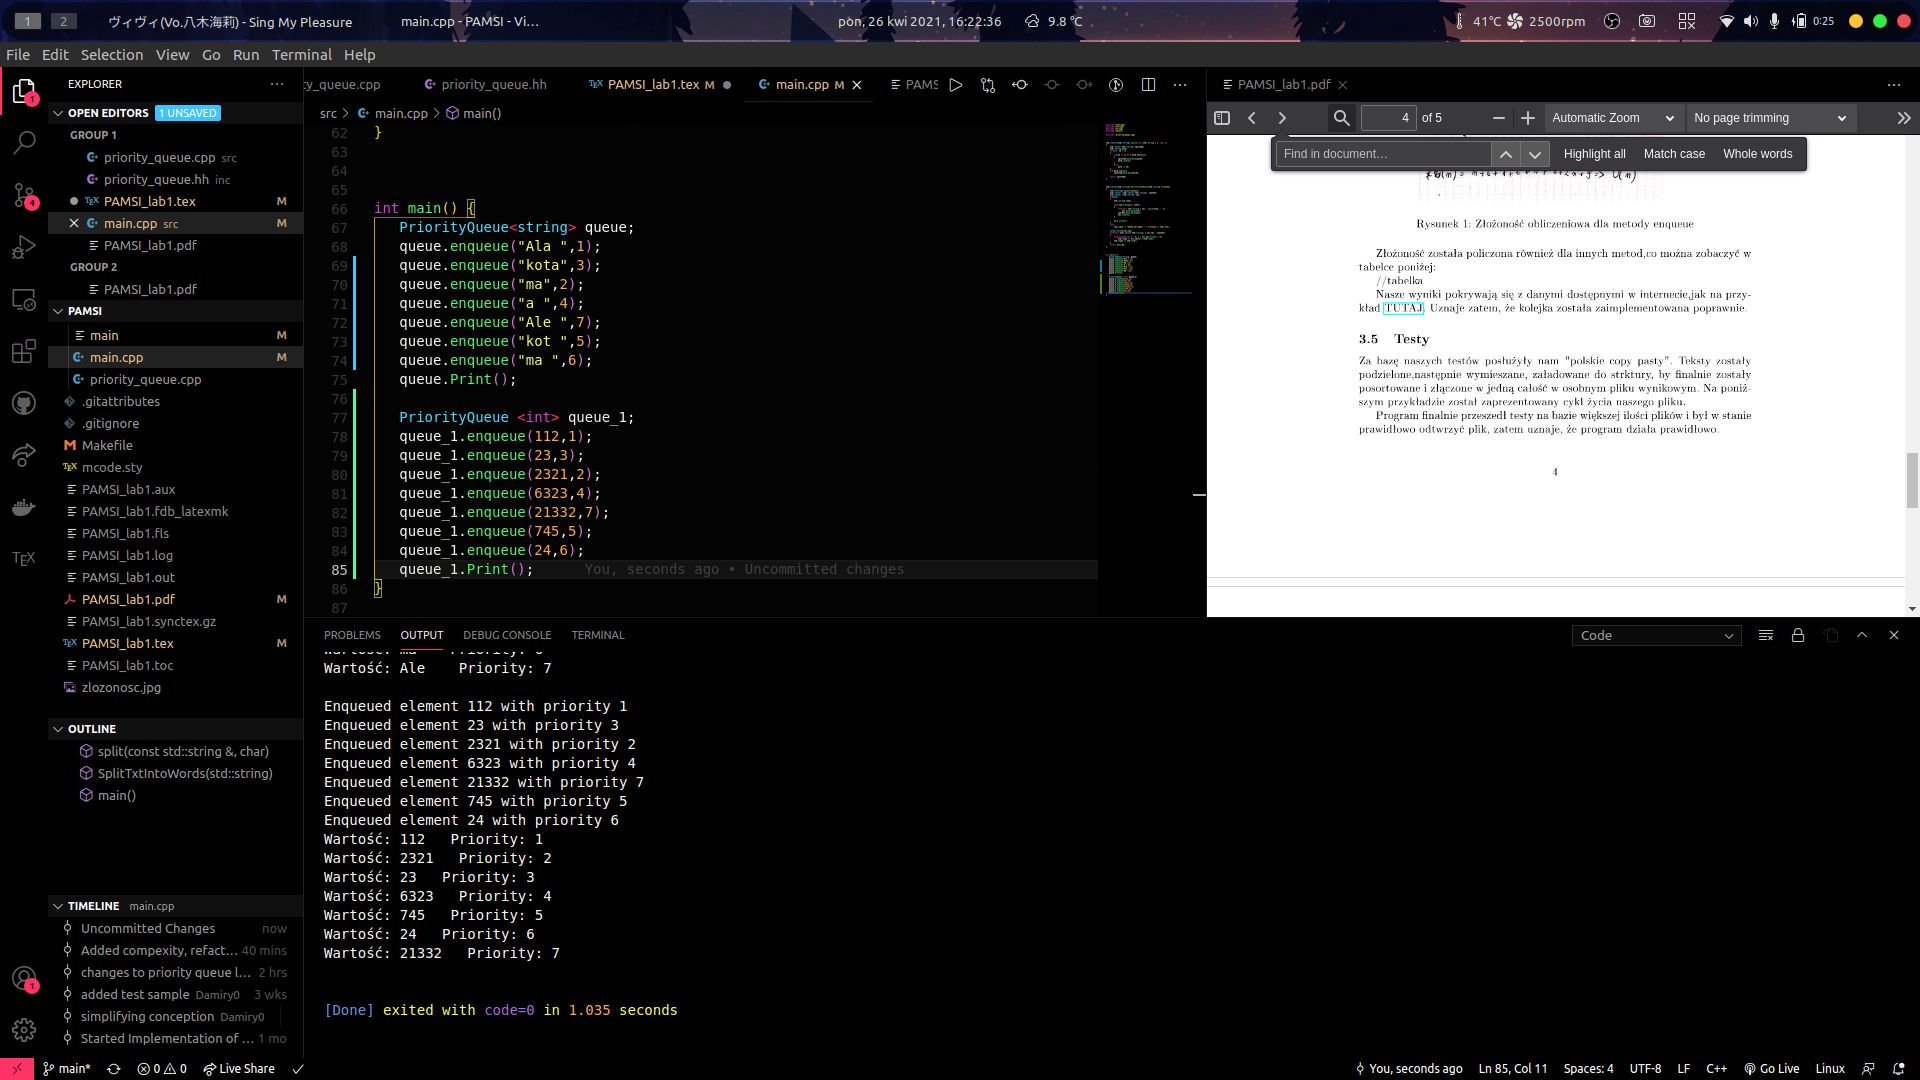 1 2 ヴィヴィ(Vo.八木海莉) - Sing My Pleasure main.cpp - PAMSI - Vi… pon, 26 kwi 2021, 16:22:36 9.8 °C 41°C 2500rpm 0:25
File Edit Selection View Go Run Terminal Help
EXPLORER
OPEN EDITORS 1 UNSAVED
GROUP 1
priority_queue.cpp src
priority_queue.hh inc
PAMSI_lab1.tex M
main.cpp src M
PAMSI_lab1.pdf
GROUP 2
PAMSI_lab1.pdf
PAMSI
main M
main.cpp M
priority_queue.cpp
.gitattributes
.gitignore
Makefile
mcode.sty
PAMSI_lab1.aux
PAMSI_lab1.fdb_latexmk
PAMSI_lab1.fls
PAMSI_lab1.log
PAMSI_lab1.out
PAMSI_lab1.pdf M
PAMSI_lab1.synctex.gz
PAMSI_lab1.tex M
PAMSI_lab1.toc
zlozonosc.jpg
OUTLINE
split(const std::string &, char)
SplitTxtIntoWords(std::string)
main()
TIMELINE main.cpp
Uncommitted Changes now
Added compexity, refact… 40 mins
changes to priority queue l… 2 hrs
added test sample Damiry0 3 wks
simplifying conception Damiry0
Started Implementation of … 1 mo
1
4
1
TEX
ty_queue.cpp priority_queue.hh PAMSI_lab1.tex M main.cpp M PAMS
src > main.cpp > main()
62 }
63
64
65
66 int main() {
67 PriorityQueue<string> queue;
68 queue.enqueue("Ala ",1);
69 queue.enqueue("kota",3);
70 queue.enqueue("ma",2);
71 queue.enqueue("a ",4);
72 queue.enqueue("Ale ",7);
73 queue.enqueue("kot ",5);
74 queue.enqueue("ma ",6);
75 queue.Print();
76
77 PriorityQueue <int> queue_1;
78 queue_1.enqueue(112,1);
79 queue_1.enqueue(23,3);
80 queue_1.enqueue(2321,2);
81 queue_1.enqueue(6323,4);
82 queue_1.enqueue(21332,7);
83 queue_1.enqueue(745,5);
84 queue_1.enqueue(24,6);
85 queue_1.Print(); You, seconds ago • Uncommitted changes
86 }
87
PAMSI_lab1.pdf
4 of 5 Automatic Zoom No page trimming
Find in document… Highlight all Match case Whole words
Rysunek 1: Złożoność obliczeniowa dla metody enqueue
Złożoność została policzona również dla innych metod,co można zobaczyć w
tabelce poniżej:
//tabelka
Nasze wyniki pokrywają się z danymi dostępnymi w internecie,jak na przy-
kład TUTAJ. Uznaje zatem, że kolejka została zaimplementowana poprawnie.
3.5 Testy
Za bazę naszych testów posłużyły nam "polskie copy pasty". Teksty zostały
podzielone,następnie wymieszane, załadowane do strktury, by finalnie zostały
posortowane i złączone w jedną całość w osobnym pliku wynikowym. Na poniż-
szym przykładzie został zaprezentowany cykl życia naszego pliku.
Program finalnie przeszedł testy na bazie większej ilości plików i był w stanie
prawidłowo odtwrzyć plik, zatem uznaje, że program działa prawidłowo.
4
PROBLEMS OUTPUT DEBUG CONSOLE TERMINAL Code
Wartość: ma Priority: 6
Wartość: Ale Priority: 7
Enqueued element 112 with priority 1
Enqueued element 23 with priority 3
Enqueued element 2321 with priority 2
Enqueued element 6323 with priority 4
Enqueued element 21332 with priority 7
Enqueued element 745 with priority 5
Enqueued element 24 with priority 6
Wartość: 112 Priority: 1
Wartość: 2321 Priority: 2
Wartość: 23 Priority: 3
Wartość: 6323 Priority: 4
Wartość: 745 Priority: 5
Wartość: 24 Priority: 6
Wartość: 21332 Priority: 7
[Done] exited with code=0 in 1.035 seconds
main* 0 0 Live Share You, seconds ago Ln 85, Col 11 Spaces: 4 UTF-8 LF C++ Go Live Linux